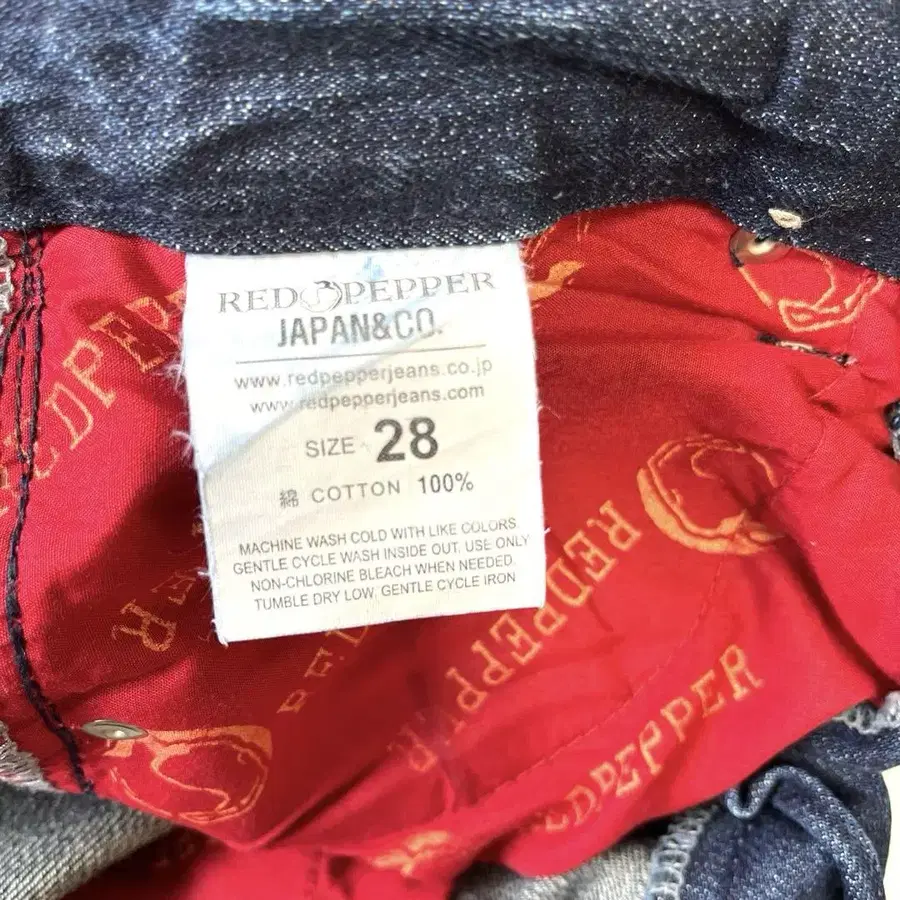 RED PEPPER
JAPAN&CO.
www.redpepperjeans.co.jp
www.redpepperjeans.com
SIZE 28
綿 COTTON 100%
MACHINE WASH COLD WITH LIKE COLORS
GENTLE CYCLE WASH INSIDE OUT. USE ONLY
NON-CHLORINE BLEACH WHEN NEEDED.
TUMBLE DRY LOW, GENTLE CYCLE IRON
REDPEPPER
REDPEPPER